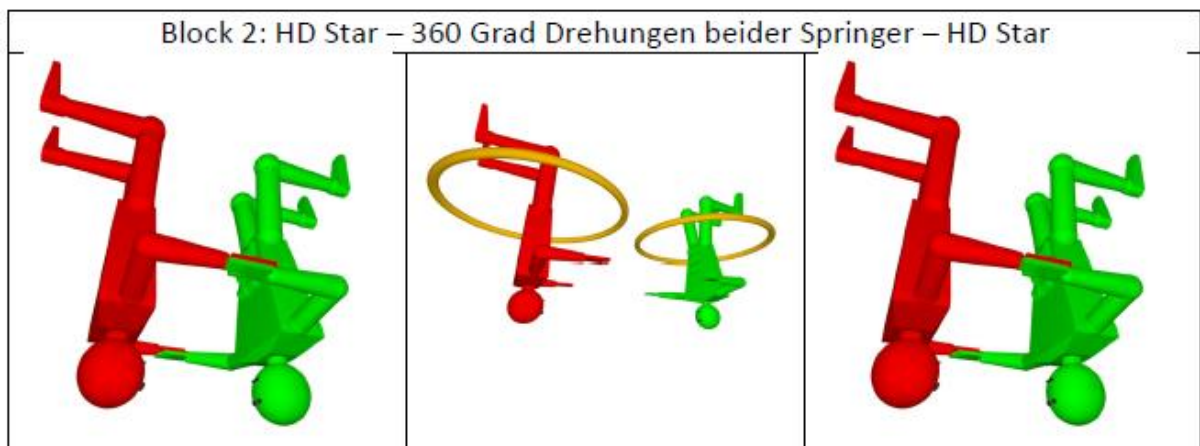 Block 2: HD Star – 360 Grad Drehungen beider Springer – HD Star